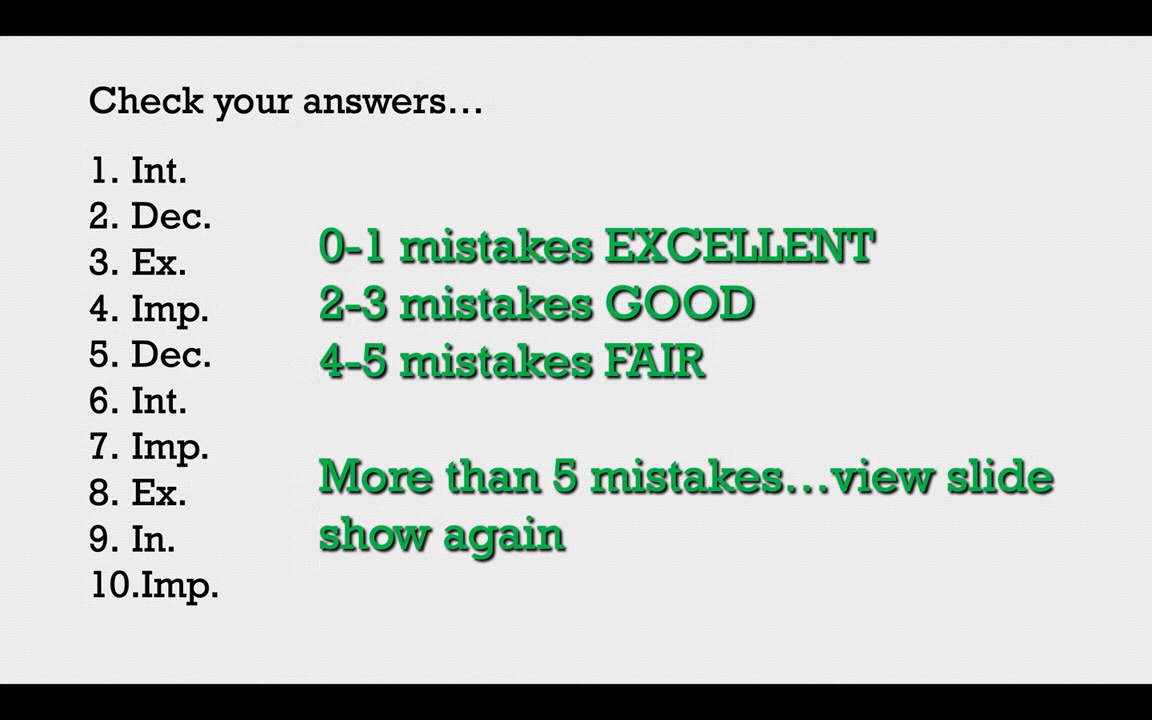 Check your answers...
1. Int.
2. Dec.
3. Ex.
4. Imp.
5. Dec.
6. Int.
7. Imp.
8. Ex.
9. In.
10.Imp.
0-1 mistakes EXCELLENT
2-3 mistakes GOOD
4-5 mistakes FAIR
More than 5 mistakes...view slide
show again